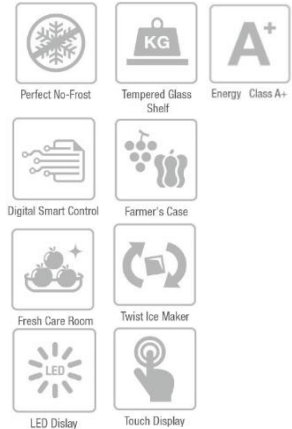 KG
A+
Perfect No-Frost
Tempered Glass
Shelf
Energy Class A+
Digital Smart Control
Farmer's Case
Fresh Care Room
Twist Ice Maker
LED
LED Dislay
Touch Display